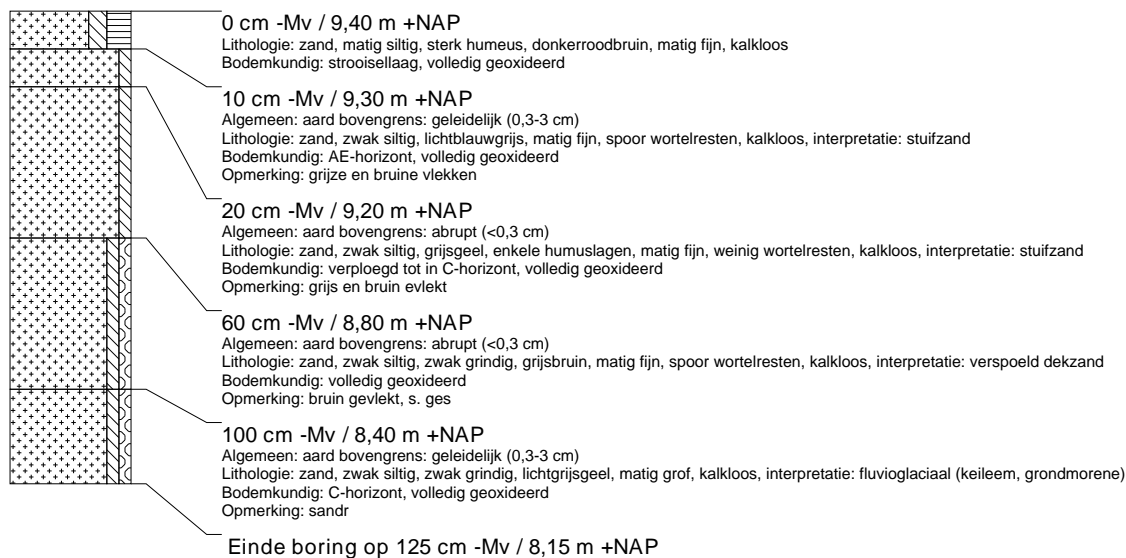 0 cm -Mv / 9,40 m +NAP
Lithologie: zand, matig siltig, sterk humeus, donkerroodbruin, matig fijn, kalkloos
Bodemkundig: strooisellaag, volledig geoxideerd
10 cm -Mv / 9,30 m +NAP
Algemeen: aard bovengrens: geleidelijk (0,3-3 cm)
Lithologie: zand, zwak siltig, lichtblauwgrijs, matig fijn, spoor wortelresten, kalkloos, interpretatie: stuifzand
Bodemkundig: AE-horizont, volledig geoxideerd
Opmerking: grijze en bruine vlekken
20 cm -Mv / 9,20 m +NAP
Algemeen: aard bovengrens: abrupt (<0,3 cm)
Lithologie: zand, zwak siltig, grijsgeel, enkele humuslagen, matig fijn, weinig wortelresten, kalkloos, interpretatie: stuifzand
Bodemkundig: verploegd tot in C-horizont, volledig geoxideerd
Opmerking: grijs en bruin evlekt
60 cm -Mv / 8,80 m +NAP
Algemeen: aard bovengrens: abrupt (<0,3 cm)
Lithologie: zand, zwak siltig, zwak grindig, grijsbruin, matig fijn, spoor wortelresten, kalkloos, interpretatie: verspoeld dekzand
Bodemkundig: volledig geoxideerd
Opmerking: bruin gevlekt, s. ges
100 cm -Mv / 8,40 m +NAP
Algemeen: aard bovengrens: geleidelijk (0,3-3 cm)
Lithologie: zand, zwak siltig, zwak grindig, lichtgrijsgeel, matig grof, kalkloos, interpretatie: fluvioglaciaal (keileem, grondmorene)
Bodemkundig: C-horizont, volledig geoxideerd
Opmerking: sandr
Einde boring op 125 cm -Mv / 8,15 m +NAP